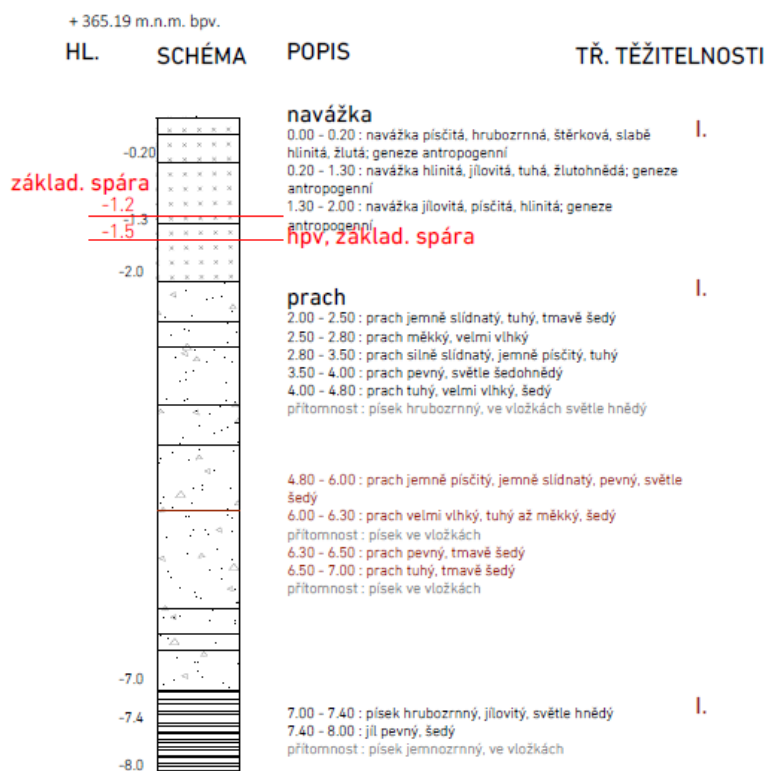 + 365.19 m.n.m. bpv.
HL. SCHÉMA POPIS TŘ. TĚŽITELNOSTI
navážka
0.00 - 0.20 : navážka písčitá, hrubozrnná, štěrková, slabě I.
-0.20 hlinitá, žlutá; geneze antropogenní
0.20 - 1.30 : navážka hlinitá, jílovitá, tuhá, žlutohnědá; geneze
základ. spára antropogenní
-1.2 1.30 - 2.00 : navážka jílovitá, písčitá, hlinitá; geneze
-1.3 antropogenní
-1.5 hpv, základ. spára
-2.0
prach I.
2.00 - 2.50 : prach jemně slídnatý, tuhý, tmavě šedý
2.50 - 2.80 : prach měkký, velmi vlhký
2.80 - 3.50 : prach silně slídnatý, jemně písčitý, tuhý
3.50 - 4.00 : prach pevný, světle šedohnědý
4.00 - 4.80 : prach tuhý, velmi vlhký, šedý
přítomnost : písek hrubozrnný, ve vložkách světle hnědý
4.80 - 6.00 : prach jemně písčitý, jemně slídnatý, pevný, světle
šedý
6.00 - 6.30 : prach velmi vlhký, tuhý až měkký, šedý
přítomnost : písek ve vložkách
6.30 - 6.50 : prach pevný, tmavě šedý
6.50 - 7.00 : prach tuhý, tmavě šedý
přítomnost : písek ve vložkách
-7.0
7.00 - 7.40 : písek hrubozrnný, jílovitý, světle hnědý I.
-7.4 7.40 - 8.00 : jíl pevný, šedý
přítomnost : písek jemnozrnný, ve vložkách
-8.0